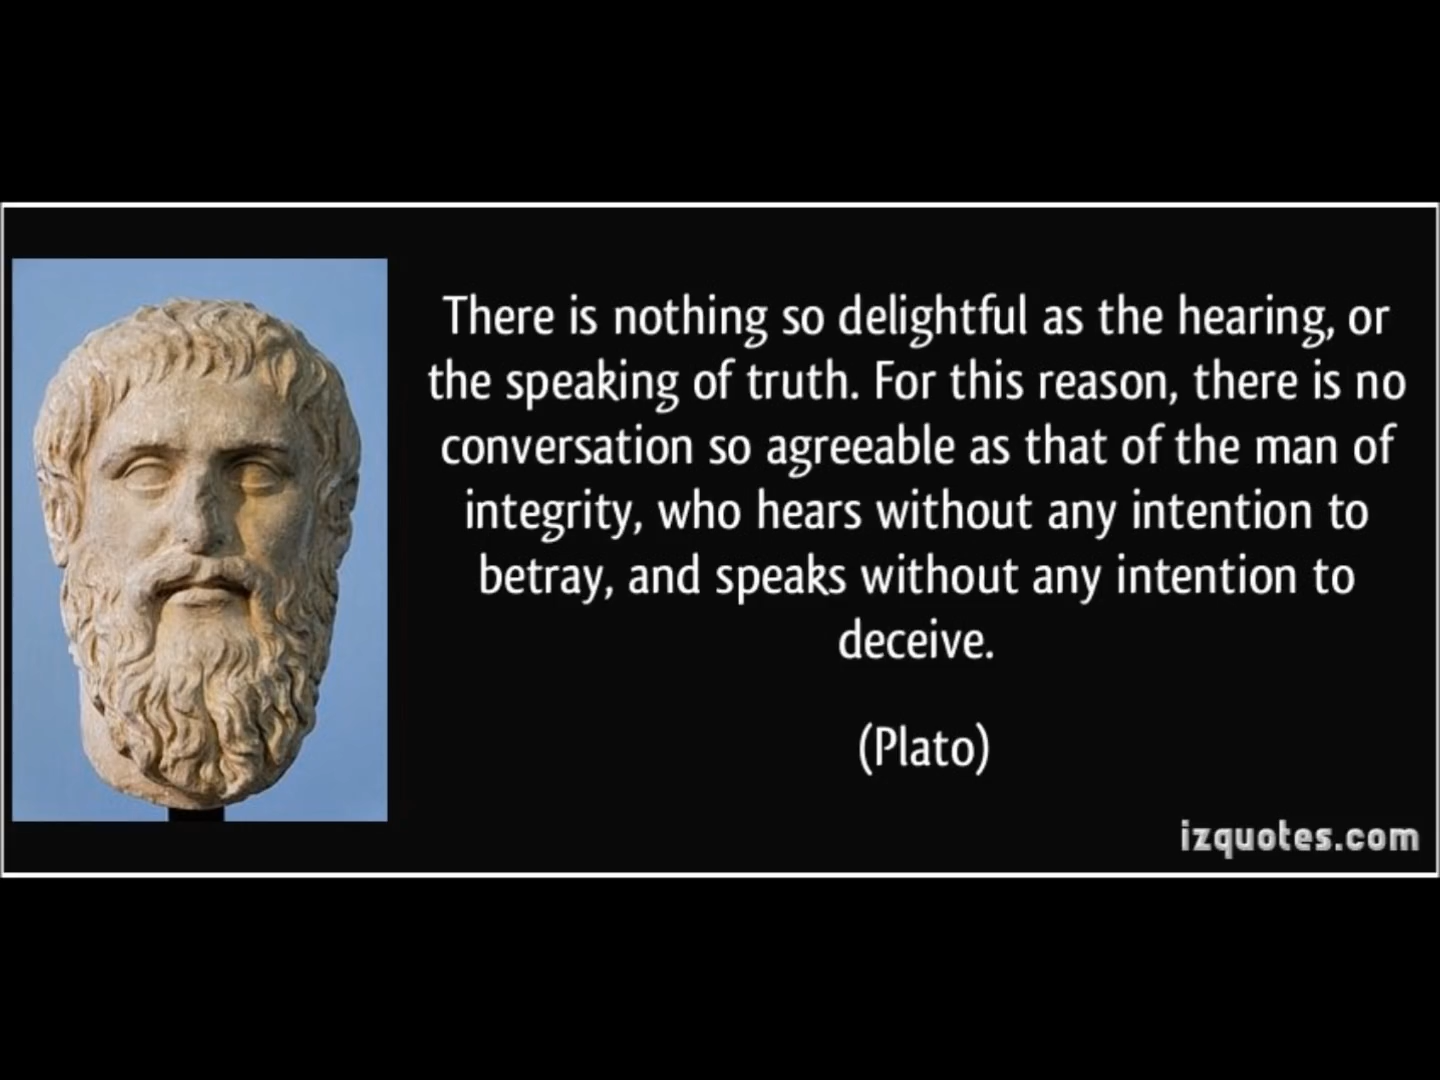 There is nothing so delightful as the hearing, or
the speaking of truth. For this reason, there is no
conversation so agreeable as that of the man of
integrity, who hears without any intention to
betray, and speaks without any intention to
deceive.
(Plato)
izquotes.com